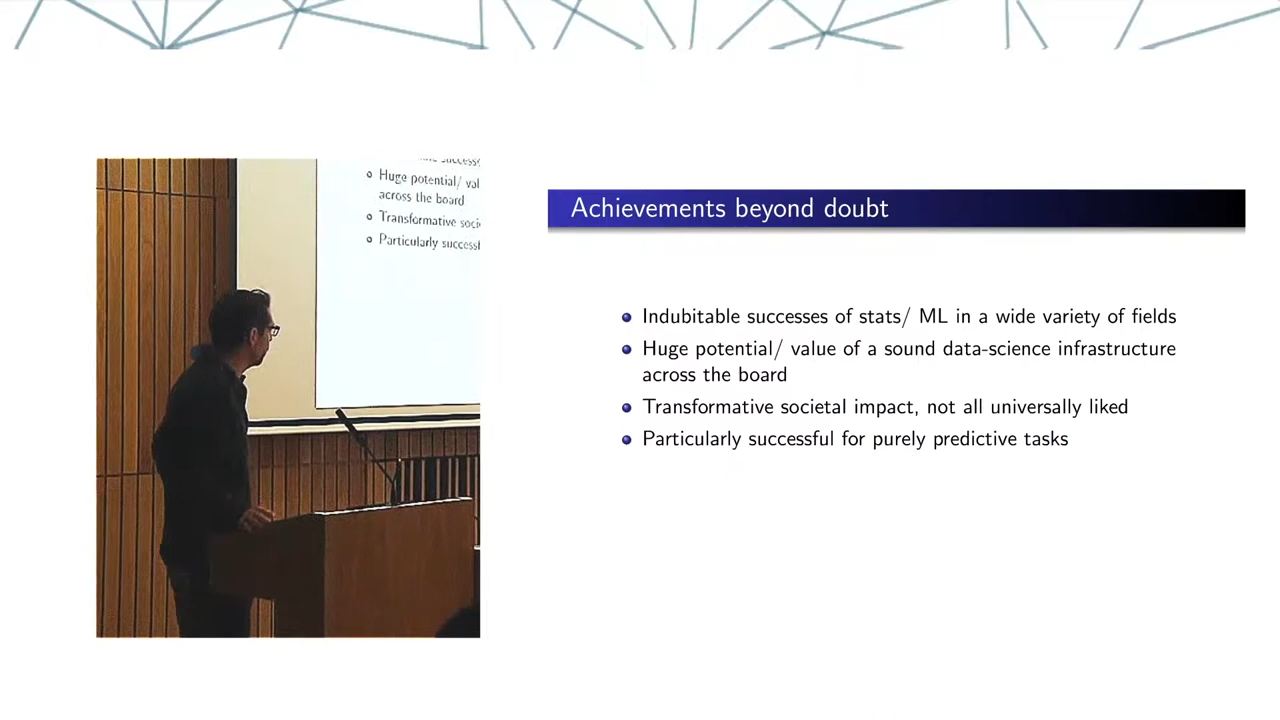 Huge potential/ val
across the board
Transformative soci
Particularly successf
Achievements beyond doubt
Indubitable successes of stats/ ML in a wide variety of fields
Huge potential/ value of a sound data-science infrastructure
across the board
Transformative societal impact, not all universally liked
Particularly successful for purely predictive tasks